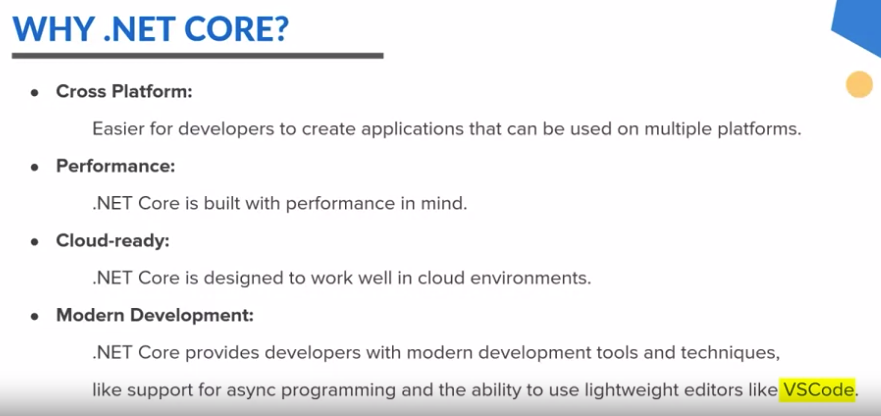 WHY .NET CORE?
• Cross Platform:
Easier for developers to create applications that can be used on multiple platforms.
• Performance:
.NET Core is built with performance in mind.
• Cloud-ready:
.NET Core is designed to work well in cloud environments.
• Modern Development:
.NET Core provides developers with modern development tools and techniques,
like support for async programming and the ability to use lightweight editors like VSCode.